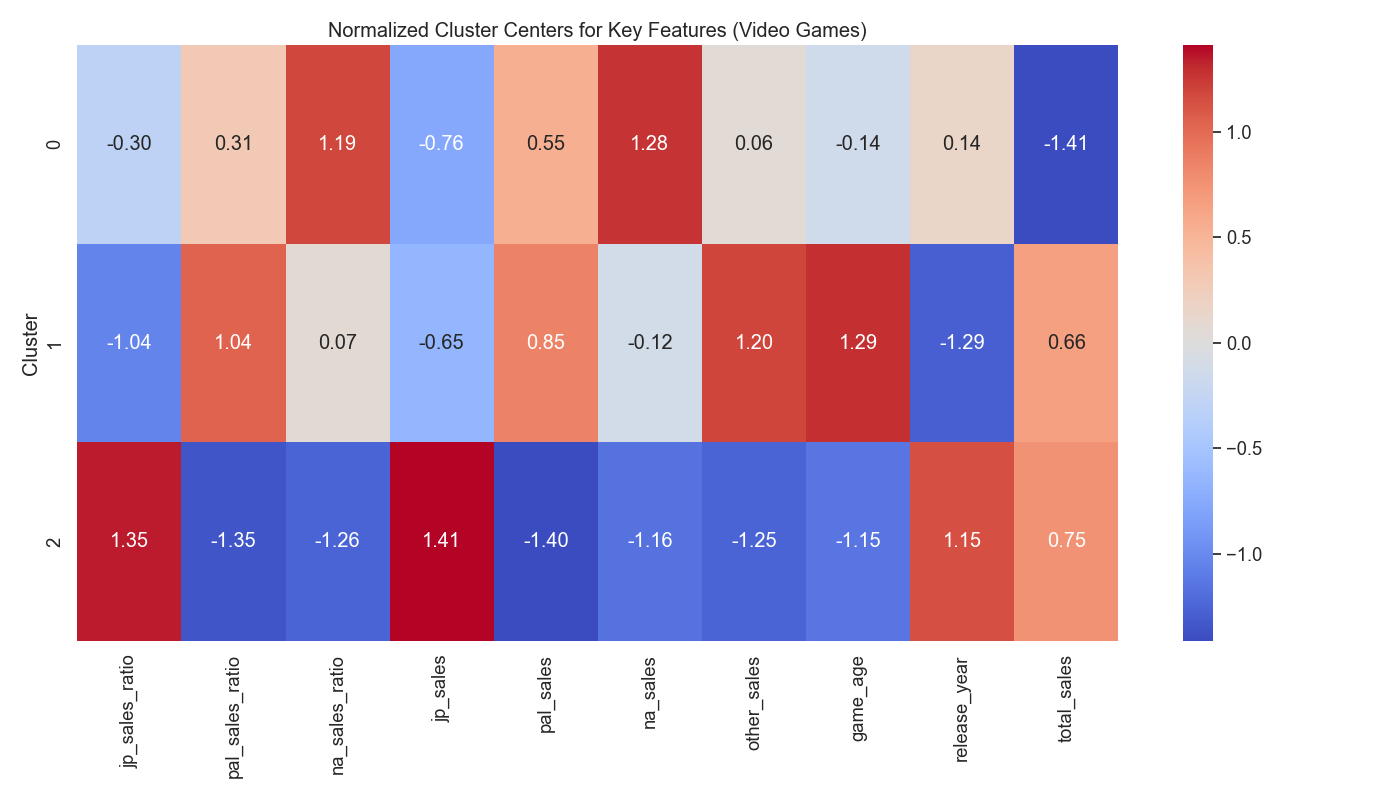 Normalized Cluster Centers for Key Features (Video Games)
Cluster
0
-0.30 0.31 1.19 -0.76 0.55 1.28 0.06 -0.14 0.14 -1.41
1
-1.04 1.04 0.07 -0.65 0.85 -0.12 1.20 1.29 -1.29 0.66
2
1.35 -1.35 -1.26 1.41 -1.40 -1.16 -1.25 -1.15 1.15 0.75
jp_sales_ratio
pal_sales_ratio
na_sales_ratio
jp_sales
pal_sales
na_sales
other_sales
game_age
release_year
total_sales
1.0
0.5
0.0
−0.5
−1.0